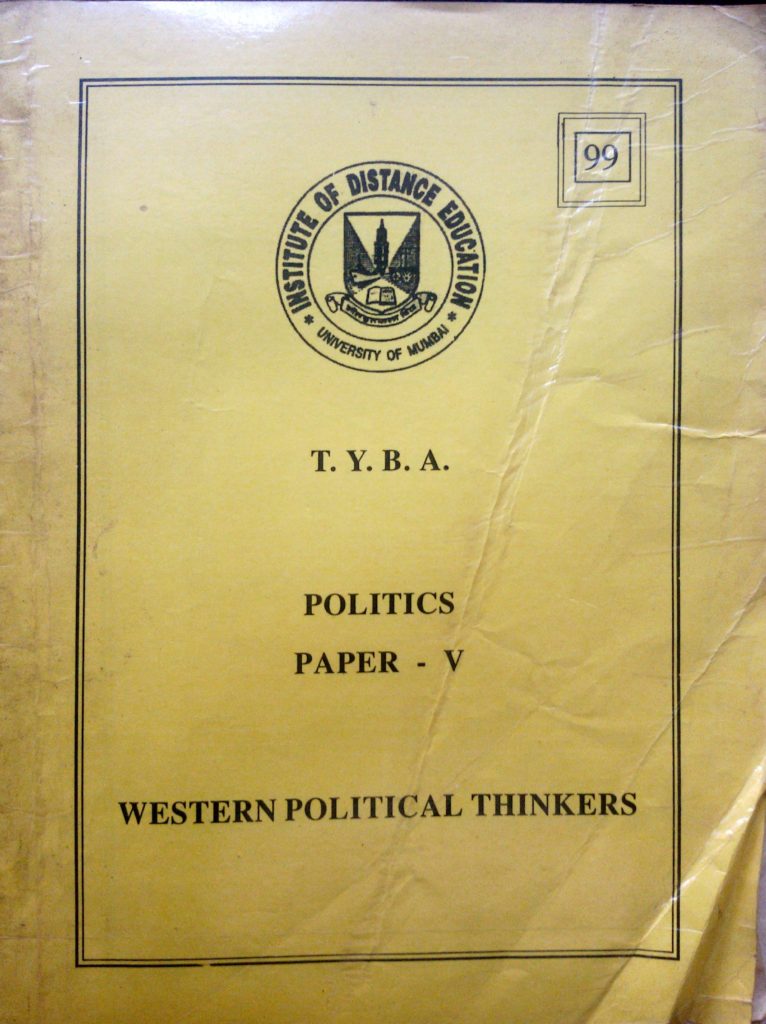 99
INSTITUTE OF DISTANCE EDUCATION
* UNIVERSITY OF MUMBAI *
T. Y. B. A.
POLITICS
PAPER - V
WESTERN POLITICAL THINKERS